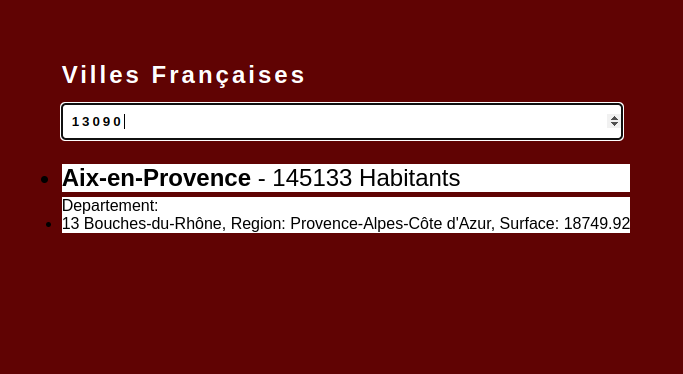 Villes Françaises
13090
Aix-en-Provence - 145133 Habitants
Departement:
13 Bouches-du-Rhône, Region: Provence-Alpes-Côte d'Azur, Surface: 18749.92